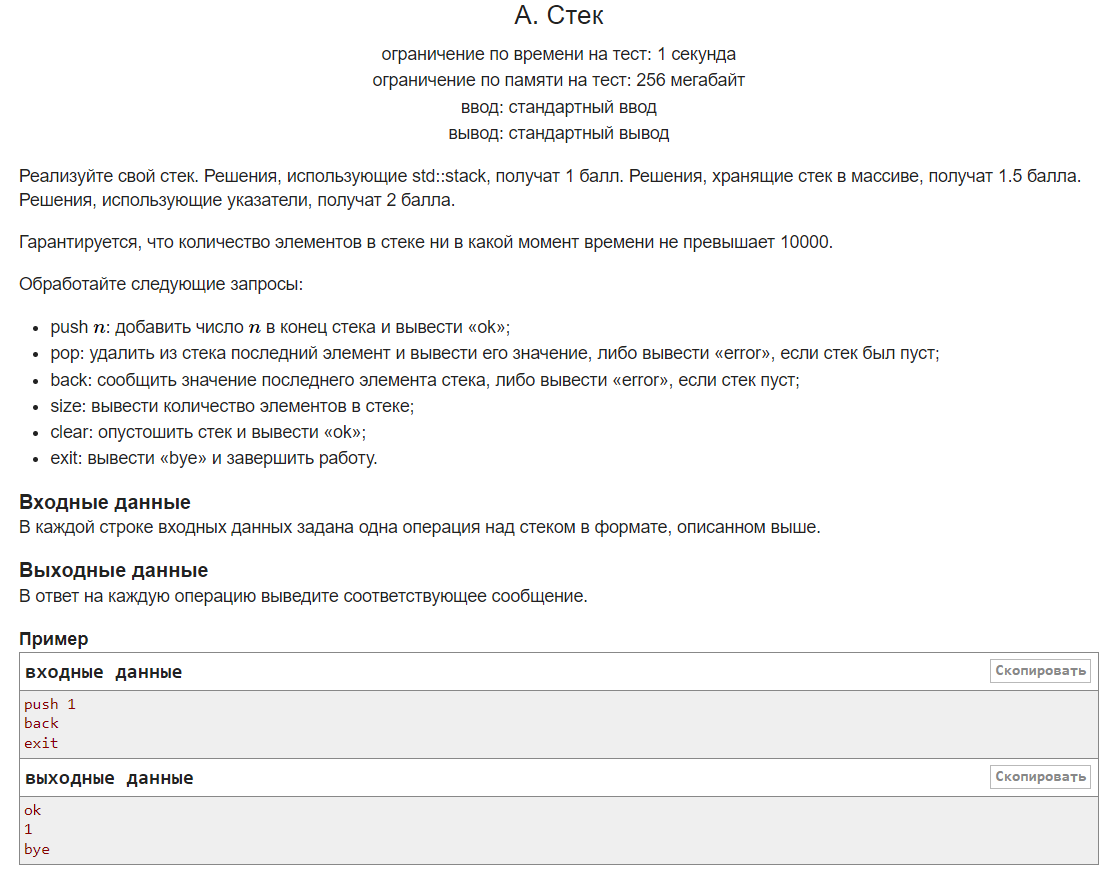 А. Стек
ограничение по времени на тест: 1 секунда
ограничение по памяти на тест: 256 мегабайт
ввод: стандартный ввод
вывод: стандартный вывод
Реализуйте свой стек. Решения, использующие std::stack, получат 1 балл. Решения, хранящие стек в массиве, получат 1.5 балла.
Решения, использующие указатели, получат 2 балла.
Гарантируется, что количество элементов в стеке ни в какой момент времени не превышает 10000.
Обработайте следующие запросы:
• push n: добавить число n в конец стека и вывести «ok»;
• pop: удалить из стека последний элемент и вывести его значение, либо вывести «error», если стек был пуст;
• back: сообщить значение последнего элемента стека, либо вывести «error», если стек пуст;
• size: вывести количество элементов в стеке;
• clear: опустошить стек и вывести «ok»;
• exit: вывести «bye» и завершить работу.
Входные данные
В каждой строке входных данных задана одна операция над стеком в формате, описанном выше.
Выходные данные
В ответ на каждую операцию выведите соответствующее сообщение.
Пример
входные данные Скопировать
push 1
back
exit
выходные данные Скопировать
ok
1
bye